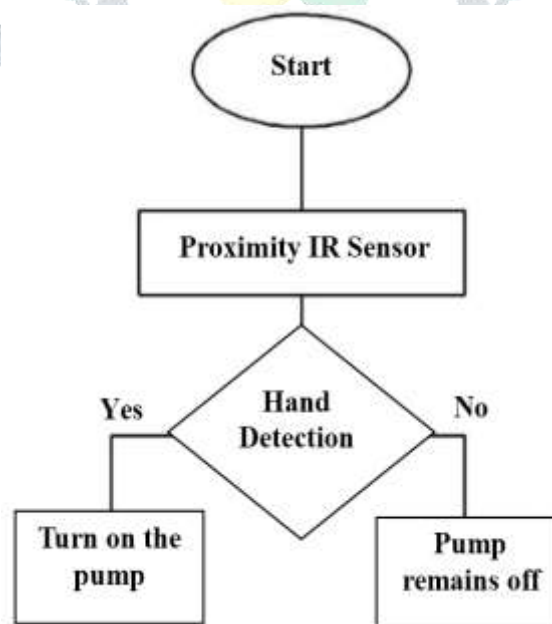 Start
Proximity IR Sensor
Hand
Detection
Yes
No
Turn on the
pump
Pump
remains off